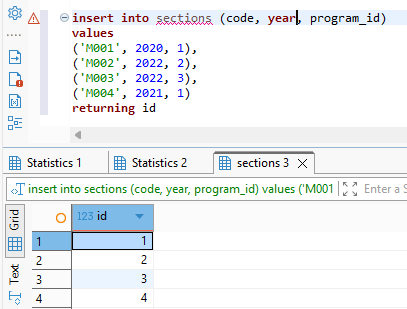 insert into sections (code, year, program_id)
values
('M001', 2020, 1),
('M002', 2022, 2),
('M003', 2022, 3),
('M004', 2021, 1)
returning id
Statistics 1 Statistics 2 sections 3
insert into sections (code, year, program_id) values ('M001 Enter a S
Grid
Text
123 id
1 1
2 2
3 3
4 4